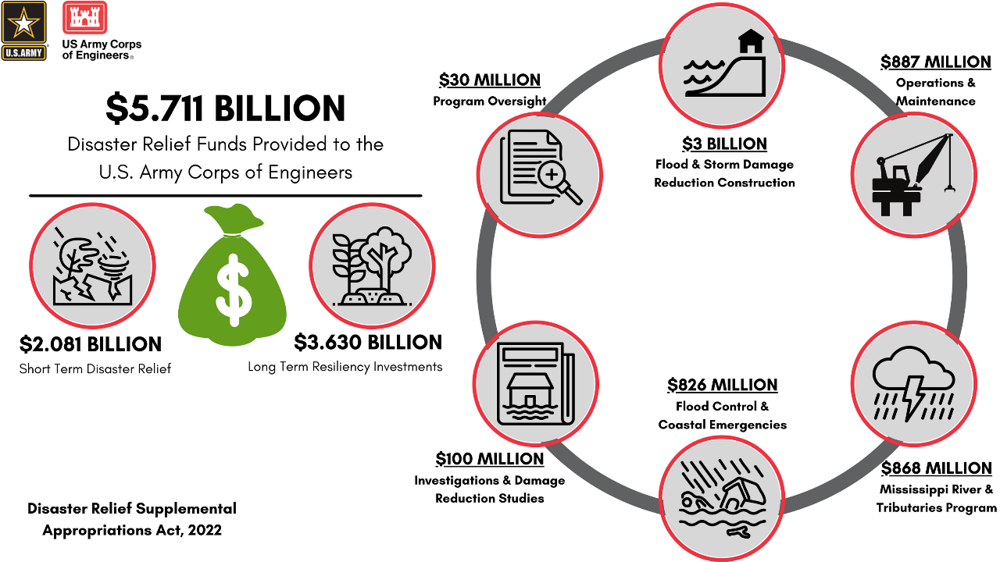 U.S.ARMY
US Army Corps
of Engineers®
$5.711 BILLION
Disaster Relief Funds Provided to the
U.S. Army Corps of Engineers
$
$2.081 BILLION
Short Term Disaster Relief
$3.630 BILLION
Long Term Resiliency Investments
Disaster Relief Supplemental
Appropriations Act, 2022
$30 MILLION
Program Oversight
$3 BILLION
Flood & Storm Damage
Reduction Construction
$887 MILLION
Operations &
Maintenance
$868 MILLION
Mississippi River &
Tributaries Program
$826 MILLION
Flood Control &
Coastal Emergencies
$100 MILLION
Investigations & Damage
Reduction Studies